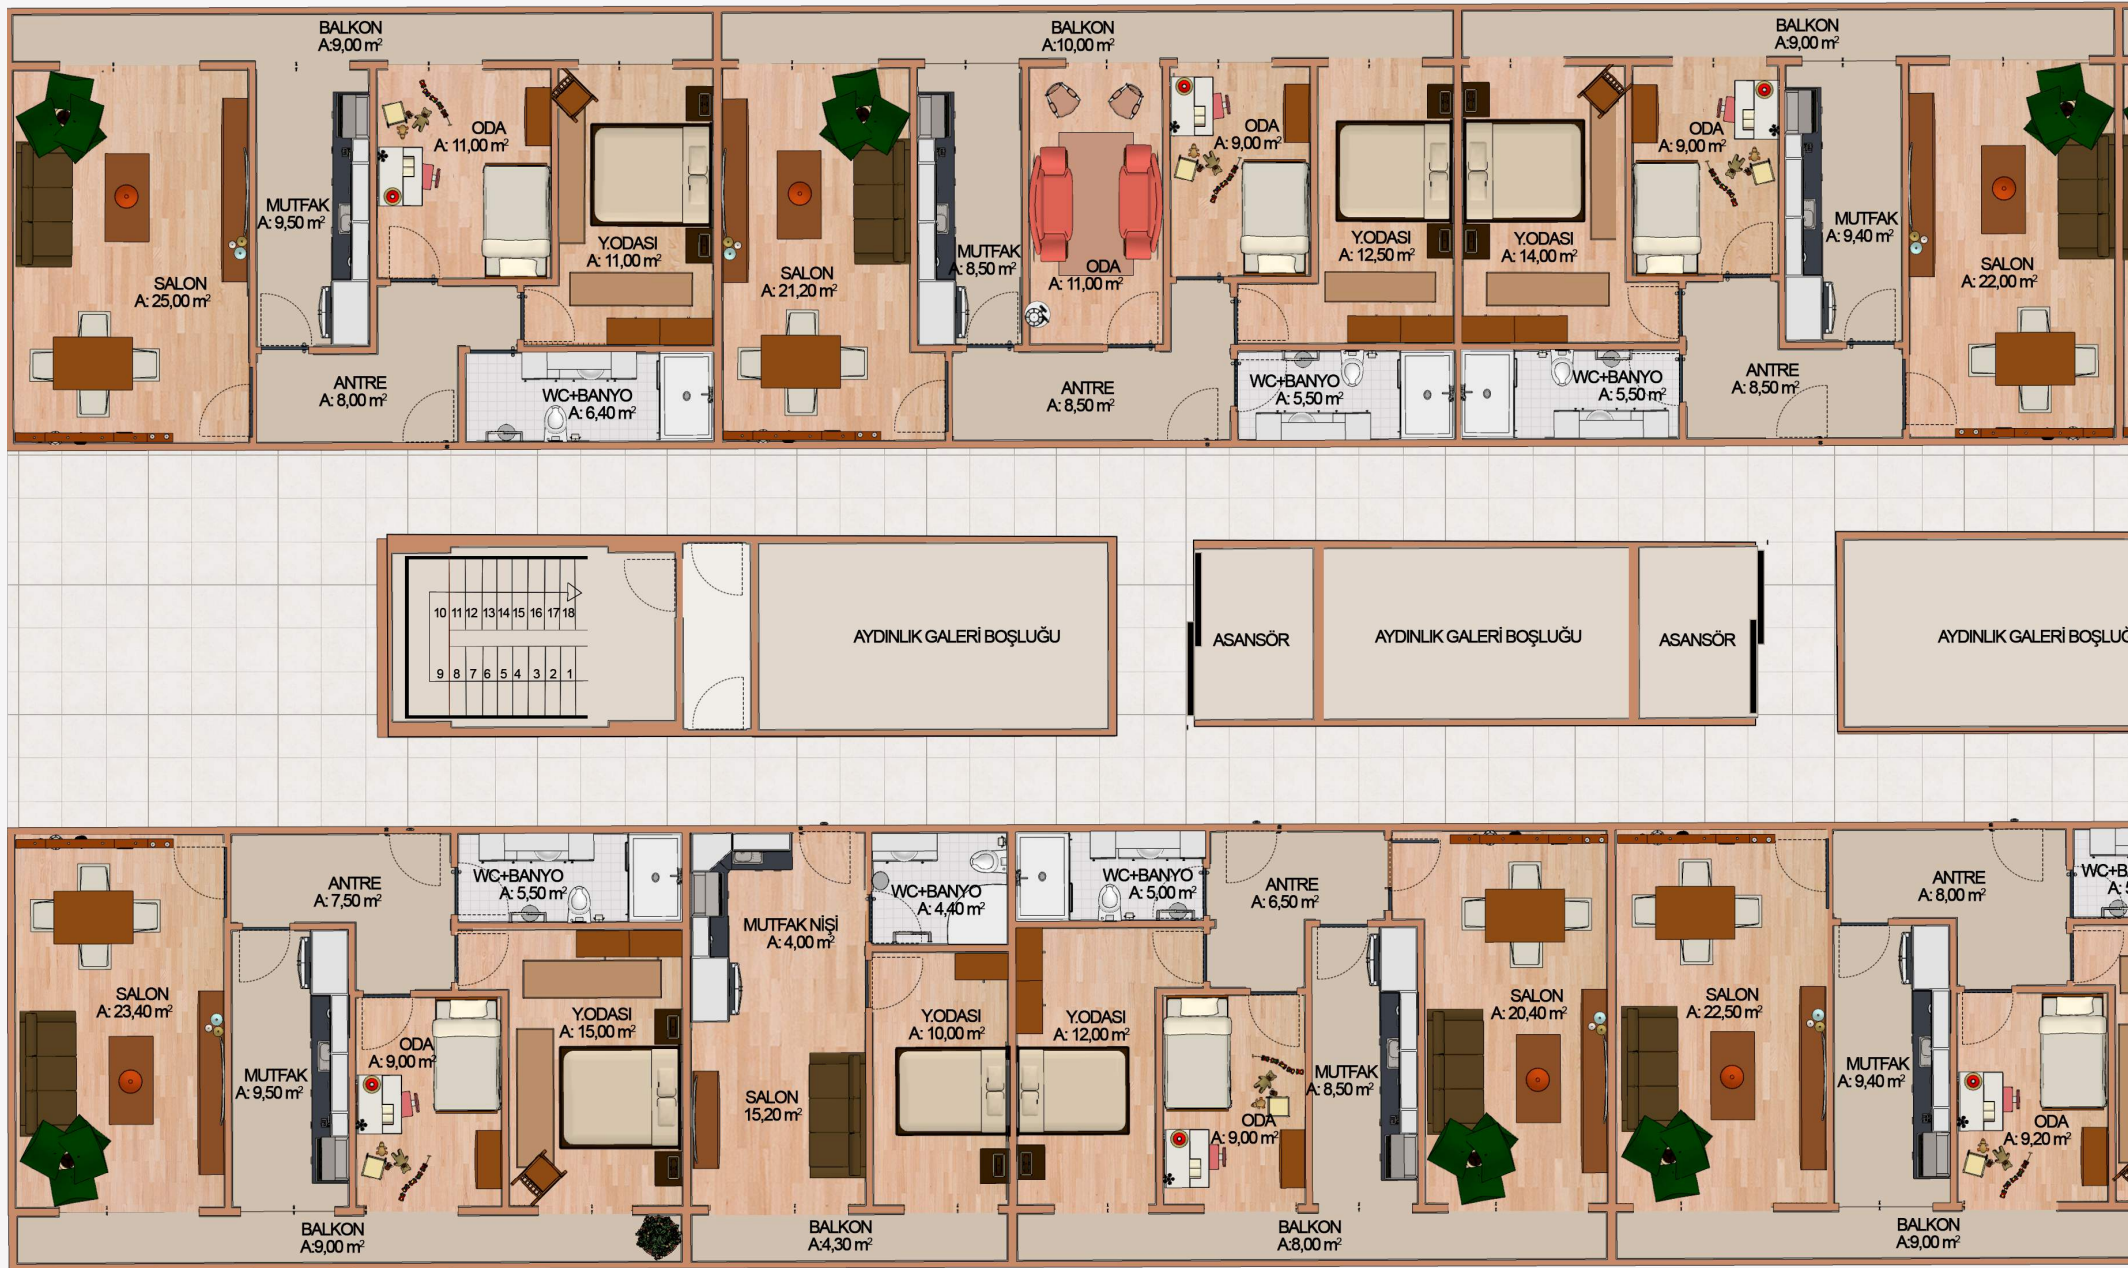 BALKON
A:9,00 m²
BALKON
A:10,00 m²
BALKON
A:9,00 m²
ODA
A: 11,00 m²
MUTFAK
A: 9,50 m²
Y.ODASI
A: 11,00 m²
SALON
A: 25,00 m²
ANTRE
A: 8,00 m²
WC+BANYO
A: 6,40 m²
SALON
A: 21,20 m²
MUTFAK
A: 8,50 m²
ODA
A: 11,00 m²
ODA
A: 9,00 m²
Y.ODASI
A: 12,50 m²
ANTRE
A: 8,50 m²
WC+BANYO
A: 5,50 m²
Y.ODASI
A: 14,00 m²
ODA
A: 9,00 m²
MUTFAK
A: 9,40 m²
SALON
A: 22,00 m²
WC+BANYO
A: 5,50 m²
ANTRE
A: 8,50 m²
10 11 12 13 14 15 16 17 18
9 8 7 6 5 4 3 2 1
AYDINLIK GALERİ BOŞLUĞU
ASANSÖR
AYDINLIK GALERİ BOŞLUĞU
ASANSÖR
AYDINLIK GALERİ BOŞLUĞ
ANTRE
A: 7,50 m²
WC+BANYO
A: 5,50 m²
SALON
A: 23,40 m²
MUTFAK
A: 9,50 m²
ODA
A: 9,00 m²
Y.ODASI
A: 15,00 m²
MUTFAK NİŞİ
A: 4,00 m²
WC+BANYO
A: 4,40 m²
SALON
15,20 m²
Y.ODASI
A: 10,00 m²
WC+BANYO
A: 5,00 m²
ANTRE
A: 6,50 m²
Y.ODASI
A: 12,00 m²
ODA
A: 9,00 m²
MUTFAK
A: 8,50 m²
SALON
A: 20,40 m²
SALON
A: 22,50 m²
ANTRE
A: 8,00 m²
MUTFAK
A: 9,40 m²
ODA
A: 9,20 m²
WC+B
A: 5
BALKON
A:9,00 m²
BALKON
A:4,30 m²
BALKON
A:8,00 m²
BALKON
A:9,00 m²